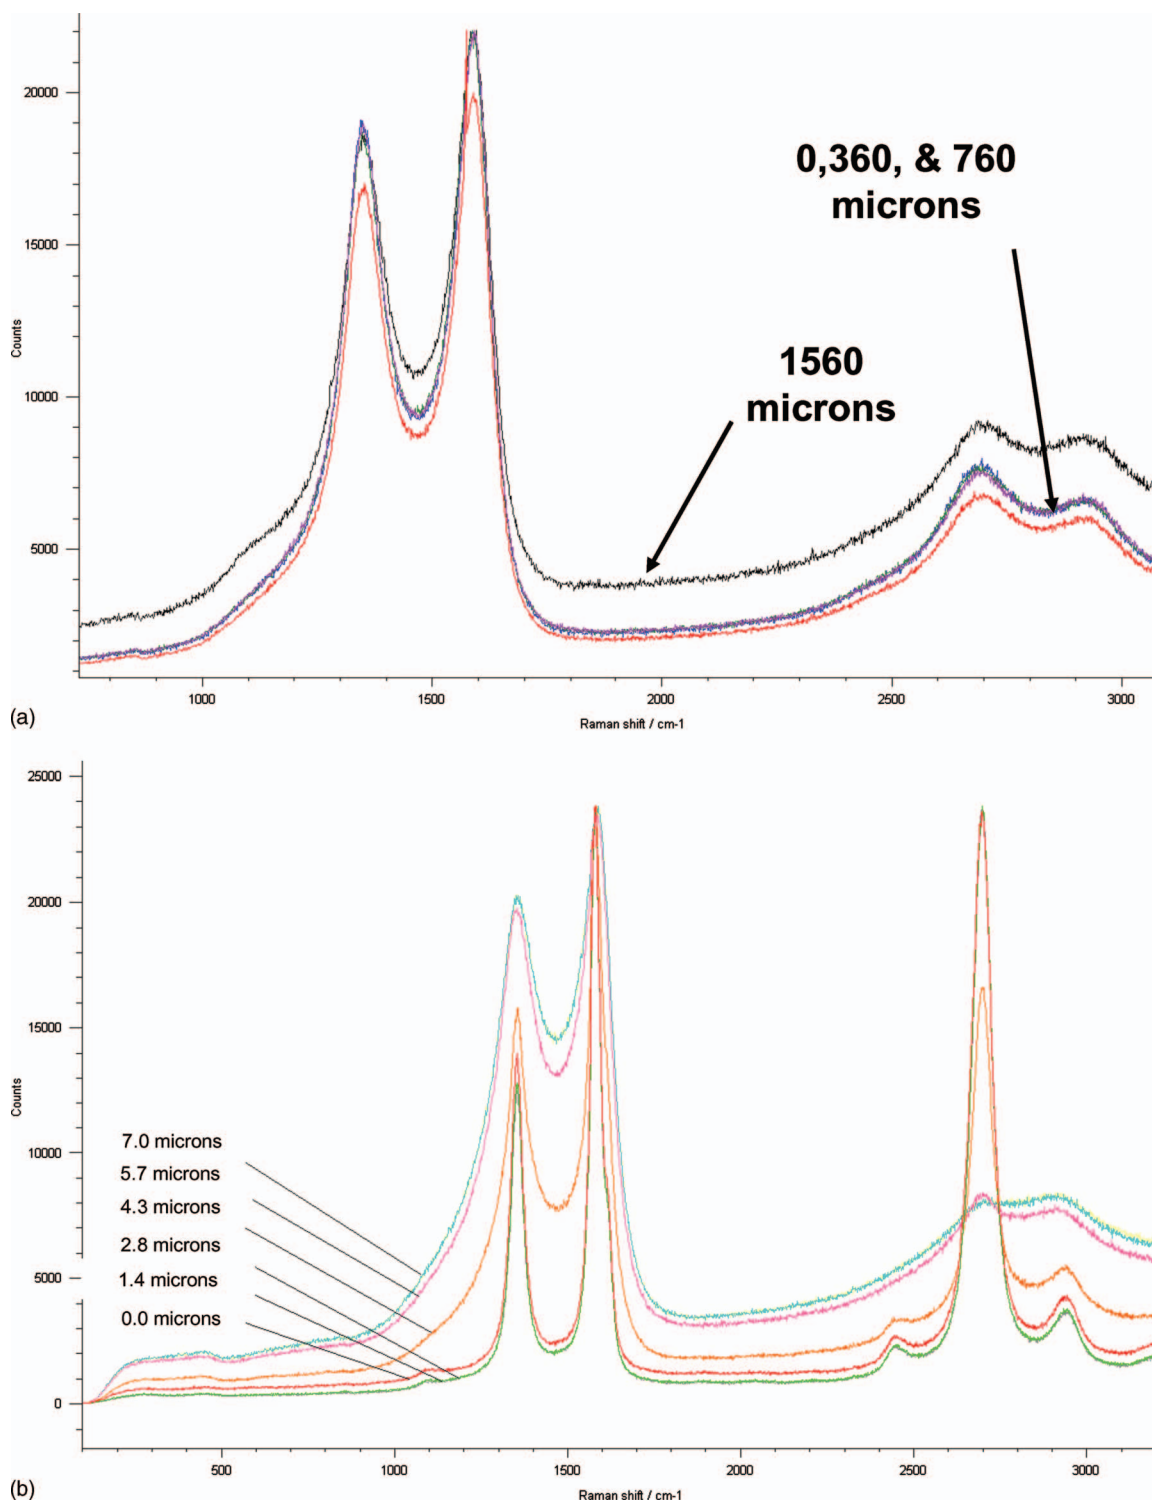 20000
15000
10000
5000
Counts
0,360, & 760
microns
1560
microns
1000 1500 2000 2500 3000
Raman shift / cm-1
(a)
25000
20000
15000
10000
5000
0
Counts
7.0 microns
5.7 microns
4.3 microns
2.8 microns
1.4 microns
0.0 microns
500 1000 1500 2000 2500 3000
Raman shift / cm-1
(b)